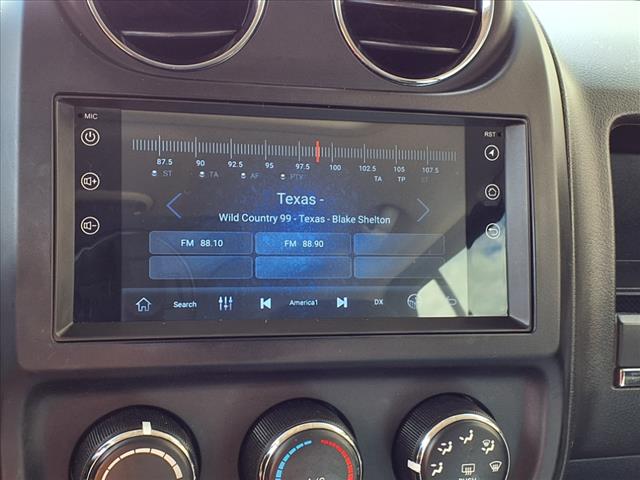 MIC
RST
87.5 90 92.5 95 97.5 100 102.5 105 107.5
ST TA AF PTY TA TP ST
Texas -
Wild Country 99 - Texas - Blake Shelton
FM 88.10 FM 88.90
Search America1 DX
A/C
PUSH